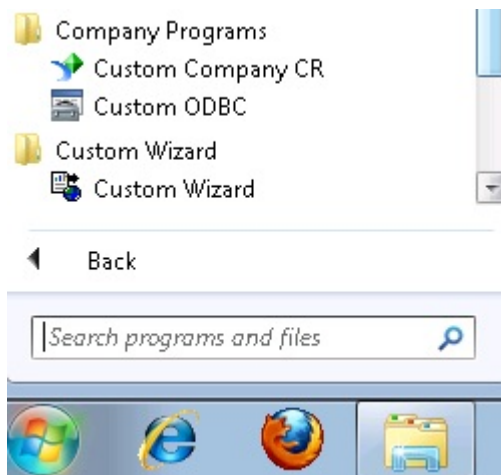 Company Programs
Custom Company CR
Custom ODBC
Custom Wizard
Custom Wizard
Back
Search programs and files